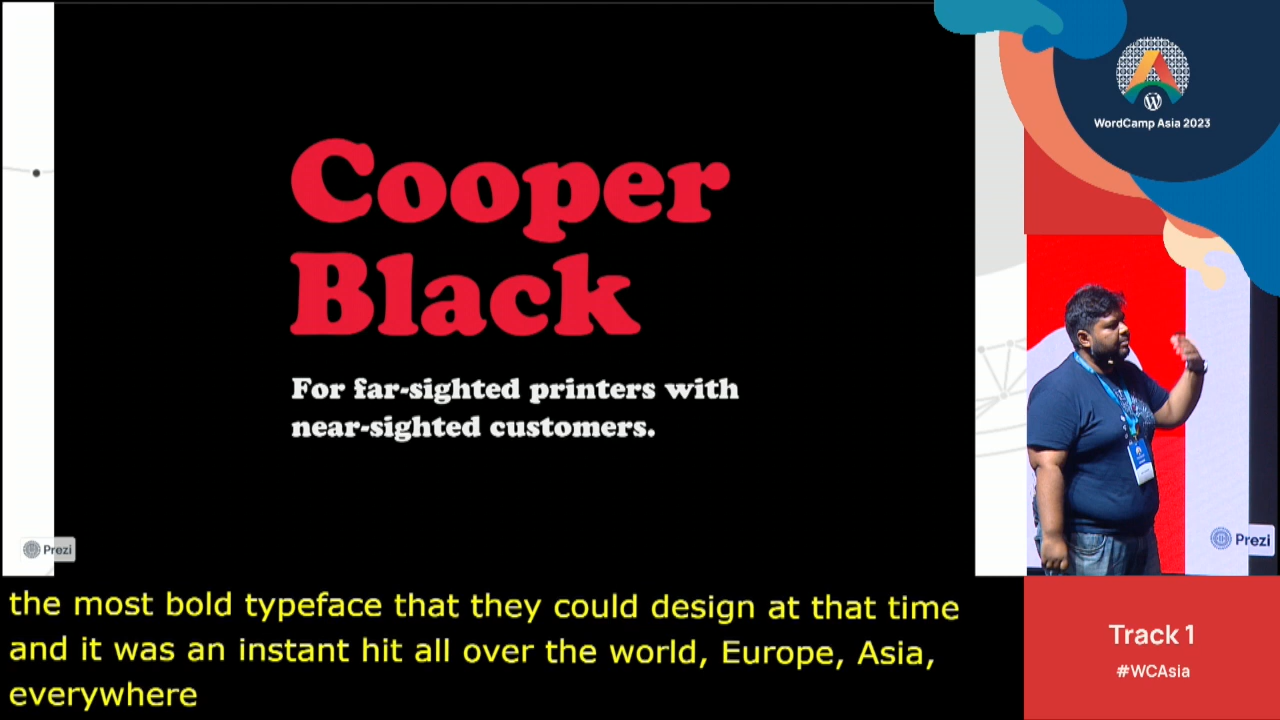 Cooper
Black
For far-sighted printers with
near-sighted customers.
Prezi
WordCamp Asia 2023
Prezi
the most bold typeface that they could design at that time
and it was an instant hit all over the world, Europe, Asia,
everywhere
Track 1
#WCAsia